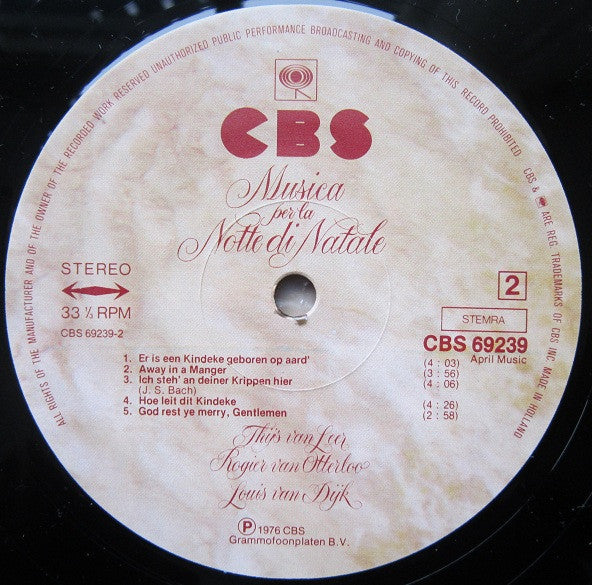 ALL RIGHTS OF THE MANUFACTURER AND OF THE OWNER OF THE RECORDED WORK RESERVED UNAUTHORIZED PUBLIC PERFORMANCE BROADCASTING AND COPYING OF THIS RECORD PROHIBITED. CBS & ARE REG. TRADEMARKS OF CBS INC. MADE IN HOLLAND
CBS
Musica
per la
Notte di Natale
STEREO
33 ⅓ RPM
CBS 69239-2
2
STEMRA
CBS 69239
April Music
1. Er is een Kindeke geboren op aard' (4 : 03)
2. Away in a Manger (3 : 56)
3. Ich steh' an deiner Krippen hier (4 : 06)
(J. S. Bach)
4. Hoe leit dit Kindeke (4 : 26)
5. God rest ye merry, Gentlemen (2 : 58)
Thijs van Leer
Rogier van Otterloo
Louis van Dijk
Ⓟ 1976 CBS
Grammofoonplaten B.V.